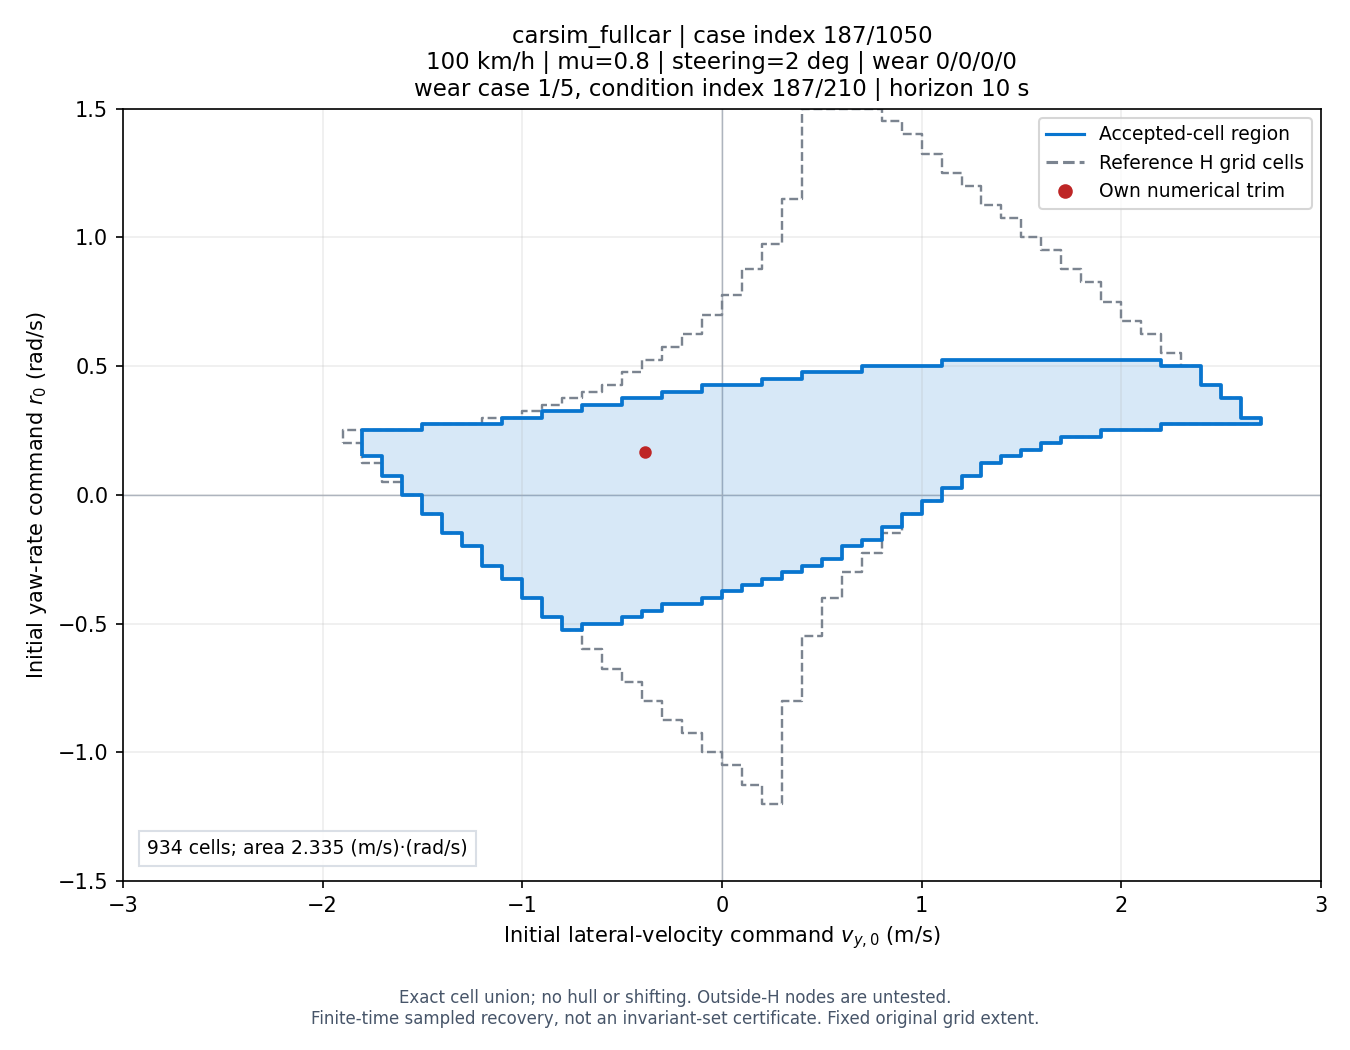 carsim_fullcar | case index 187/1050
100 km/h | mu=0.8 | steering=2 deg | wear 0/0/0/0
wear case 1/5, condition index 187/210 | horizon 10 s
Accepted-cell region
Reference H grid cells
Own numerical trim
1.5
1.0
0.5
0.0
−0.5
−1.0
−1.5
Initial yaw-rate command r0 (rad/s)
934 cells; area 2.335 (m/s)·(rad/s)
−3
−2
−1
0
1
2
3
Initial lateral-velocity command vy,0 (m/s)
Exact cell union; no hull or shifting. Outside-H nodes are untested.
Finite-time sampled recovery, not an invariant-set certificate. Fixed original grid extent.